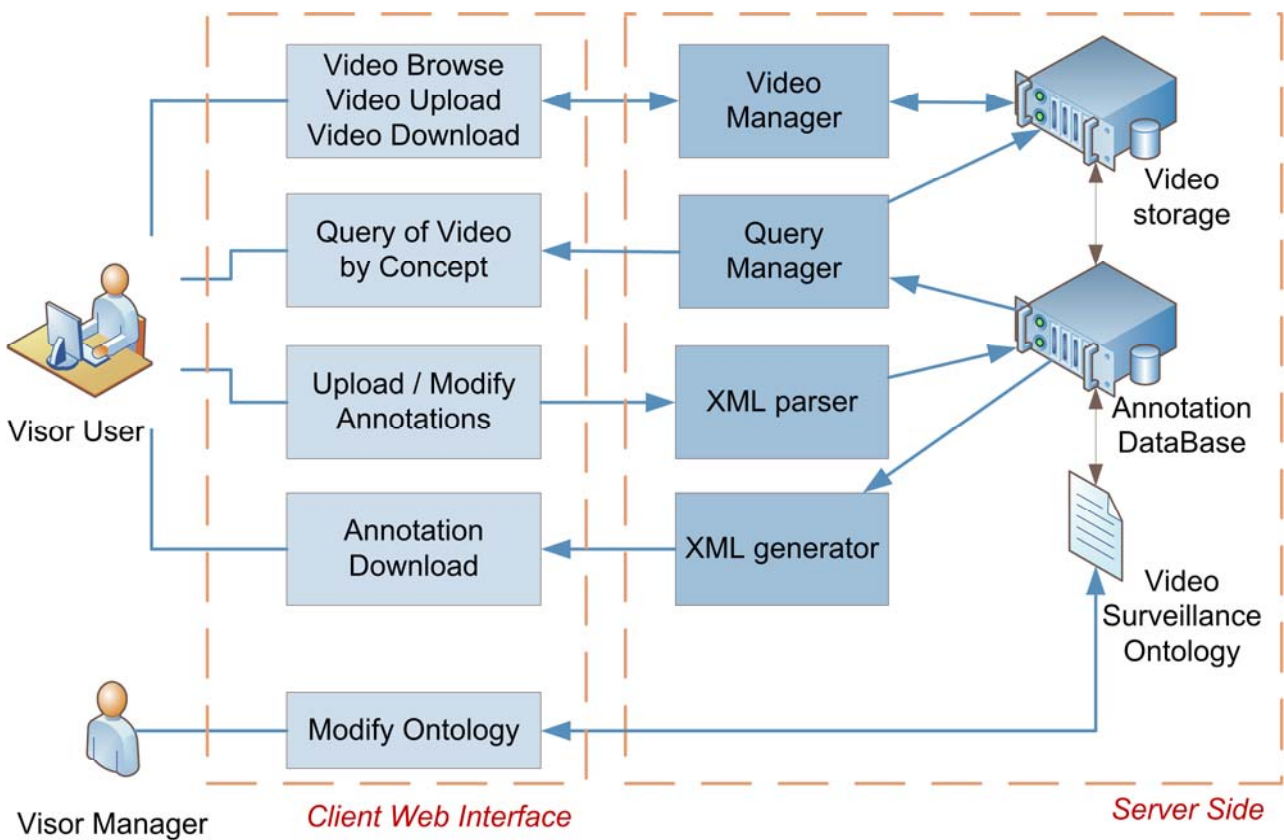 Video Browse
Video Upload
Video Download
Video
Manager
Video
storage
Query of Video
by Concept
Query
Manager
Visor User
Upload / Modify
Annotations
XML parser
Annotation
DataBase
Annotation
Download
XML generator
Video
Surveillance
Ontology
Modify Ontology
Visor Manager
Client Web Interface
Server Side